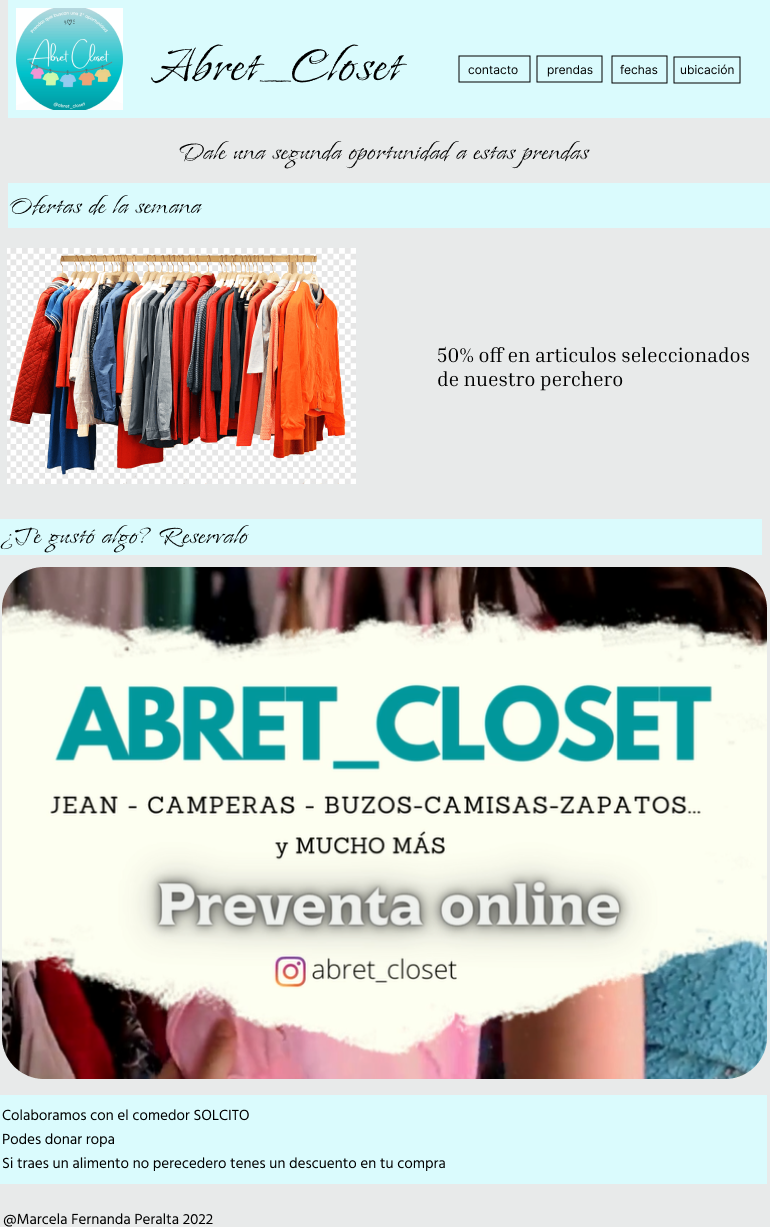 Abret Closet
@abret_closet
Abret_Closet
contacto
prendas
fechas
ubicación
Dale una segunda oportunidad a estas prendas
Ofertas de la semana
50% off en articulos seleccionados
de nuestro perchero
¿Te gustó algo? Reservalo
ABRET_CLOSET
JEAN - CAMPERAS - BUZOS-CAMISAS-ZAPATOS...
y MUCHO MÁS
Preventa online
abret_closet
Colaboramos con el comedor SOLCITO
Podes donar ropa
Si traes un alimento no perecedero tenes un descuento en tu compra
@Marcela Fernanda Peralta 2022